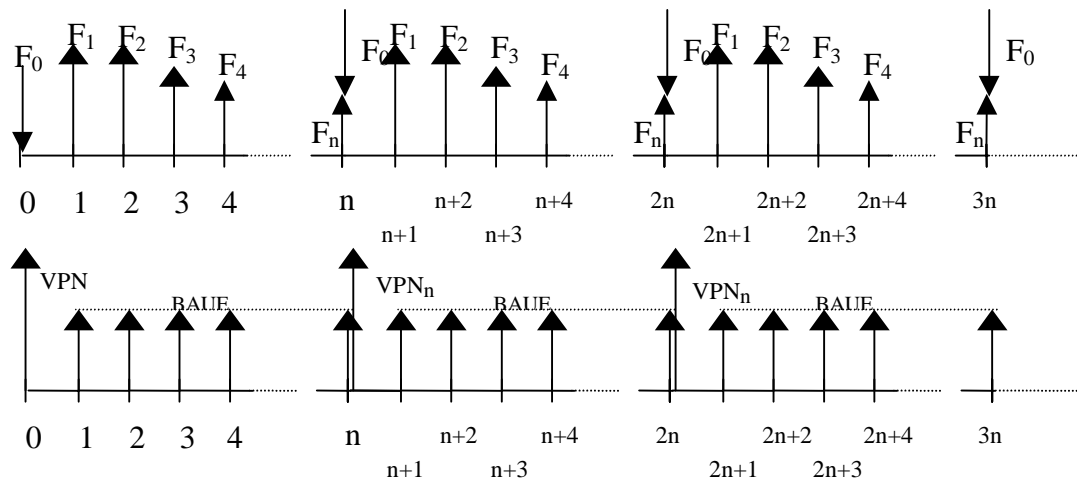 F₀ F₁ F₂ F₃ F₄ Fₙ F₀ F₁ F₂ F₃ F₄ Fₙ F₀ F₁ F₂ F₃ F₄ Fₙ F₀
0 1 2 3 4 n n+2 n+4 2n 2n+2 2n+4 3n
n+1 n+3 2n+1 2n+3
VPN BAUE VPNₙ BAUE VPNₙ BAUE
0 1 2 3 4 n n+2 n+4 2n 2n+2 2n+4 3n
n+1 n+3 2n+1 2n+3